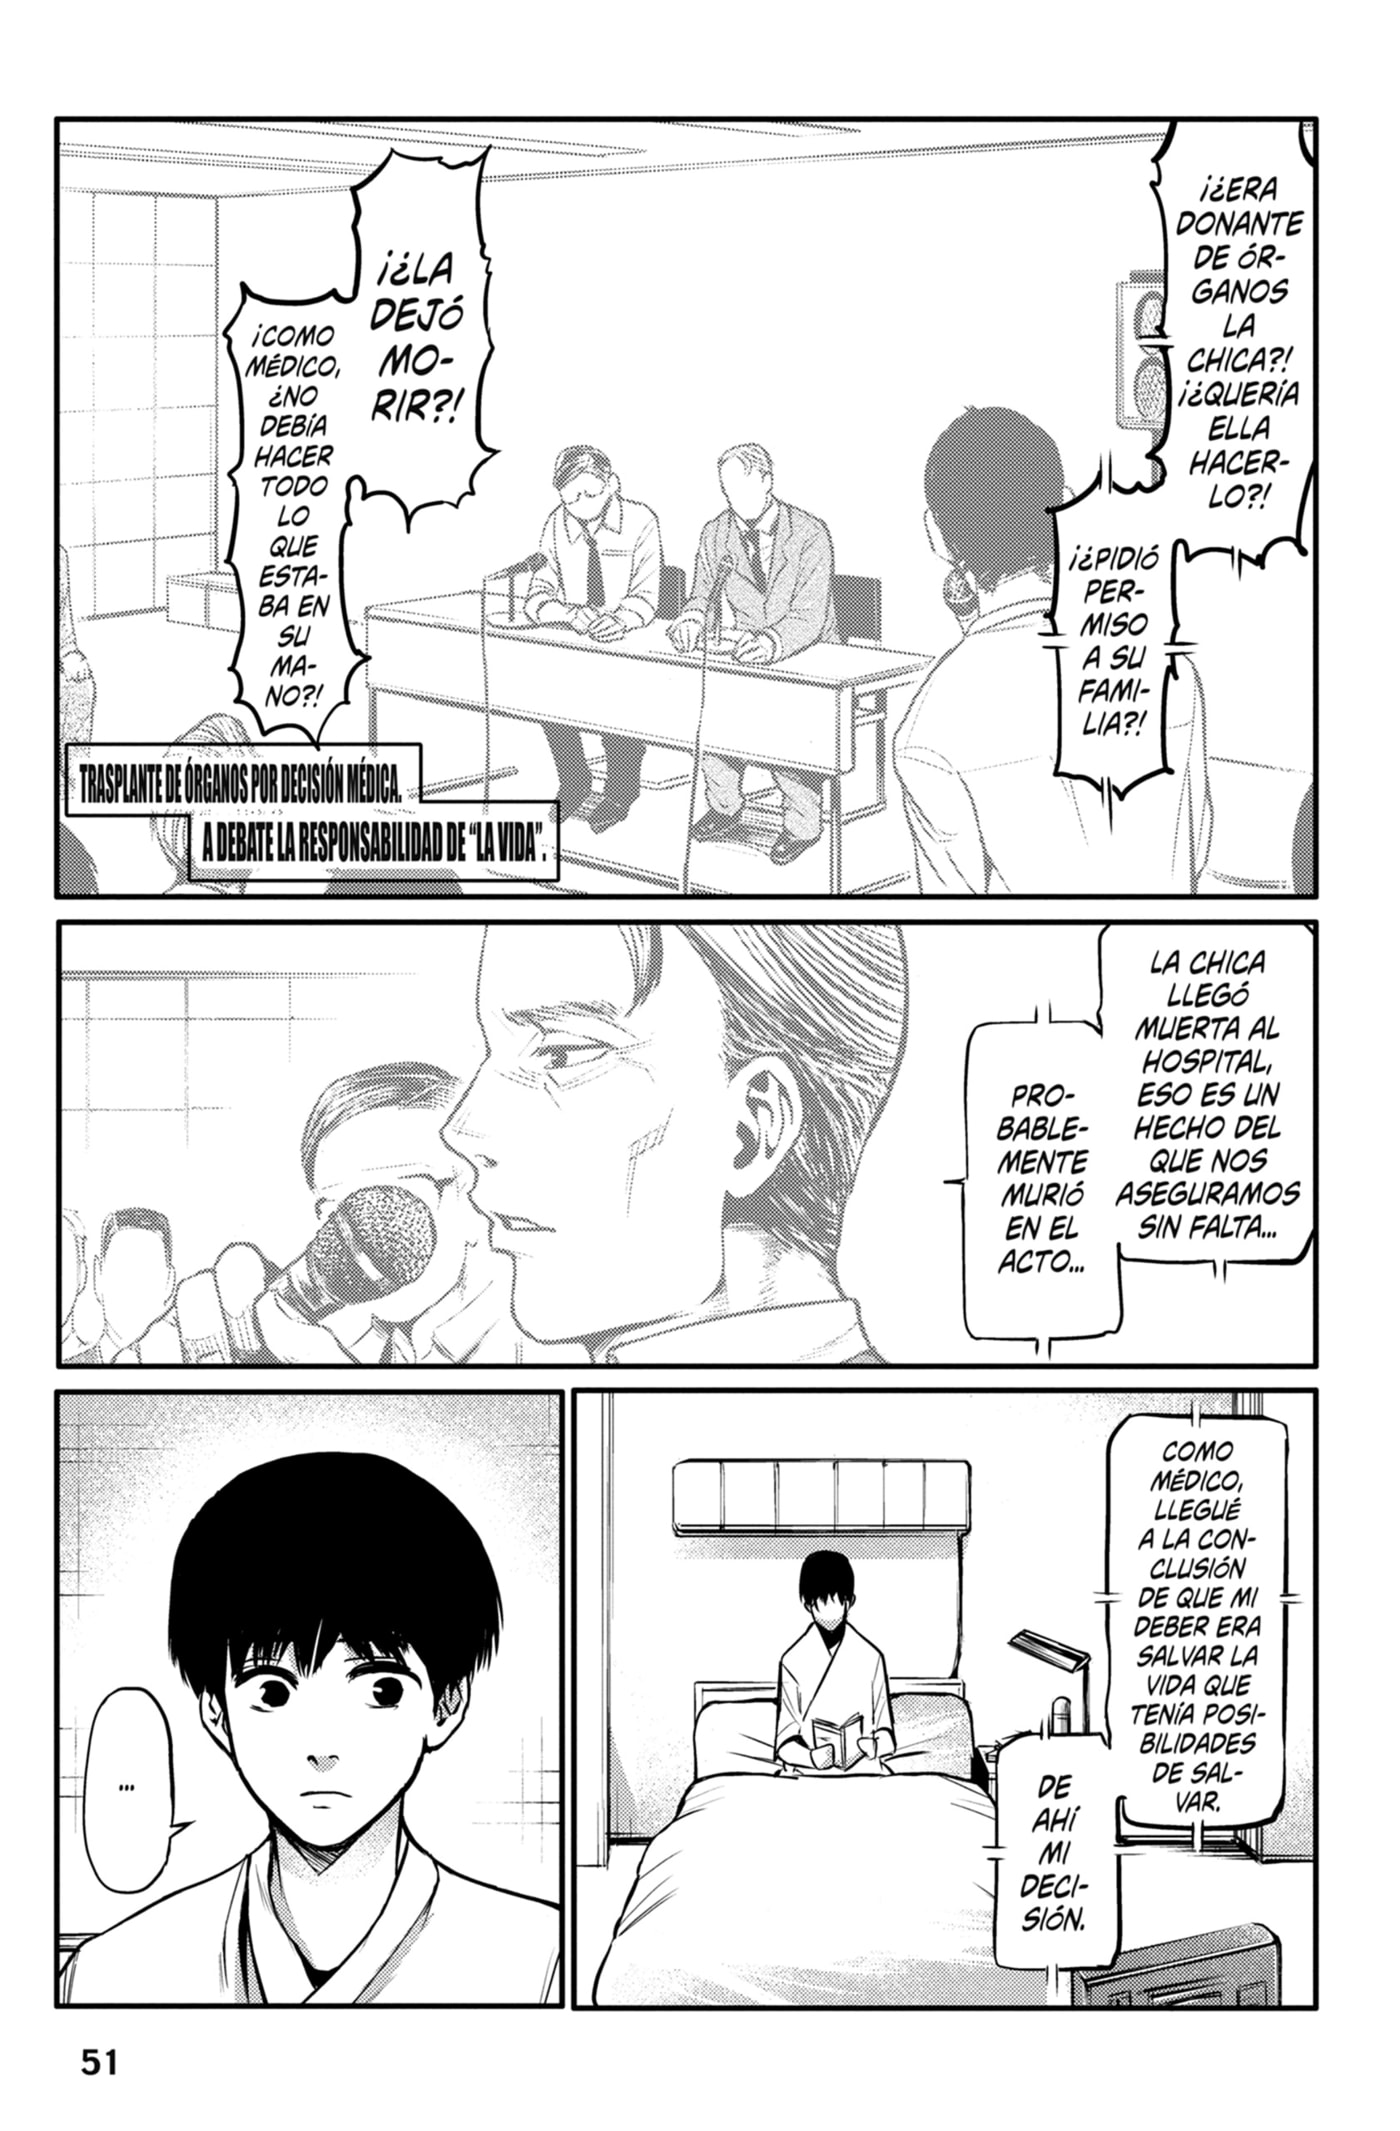 ¡¿ERA
DONANTE
DE ÓR-
GANOS
LA
CHICA?!
¡¿QUERÍA
ELLA
HACER-
LO?!
¡¿PIDIÓ
PER-
MISO
A SU
FAMI-
LIA?!
¡¿LA
DEJÓ
MO-
RIR?!
¡COMO
MÉDICO,
¿NO
DEBÍA
HACER
TODO
LO
QUE
ESTA-
BA EN
SU
MA-
NO?!
TRASPLANTE DE ÓRGANOS POR DECISIÓN MÉDICA.
A DEBATE LA RESPONSABILIDAD DE “LA VIDA”.
LA CHICA
LLEGÓ
MUERTA AL
HOSPITAL,
ESO ES UN
HECHO DEL
QUE NOS
ASEGURAMOS
SIN FALTA...
PRO-
BABLE-
MENTE
MURIÓ
EN EL
ACTO...
COMO
MÉDICO,
LLEGUÉ
A LA CON-
CLUSIÓN
DE QUE MI
DEBER ERA
SALVAR LA
VIDA QUE
TENÍA POSI-
BILIDADES
DE SAL-
VAR.
DE
AHÍ
MI
DECI-
SIÓN.
...
51